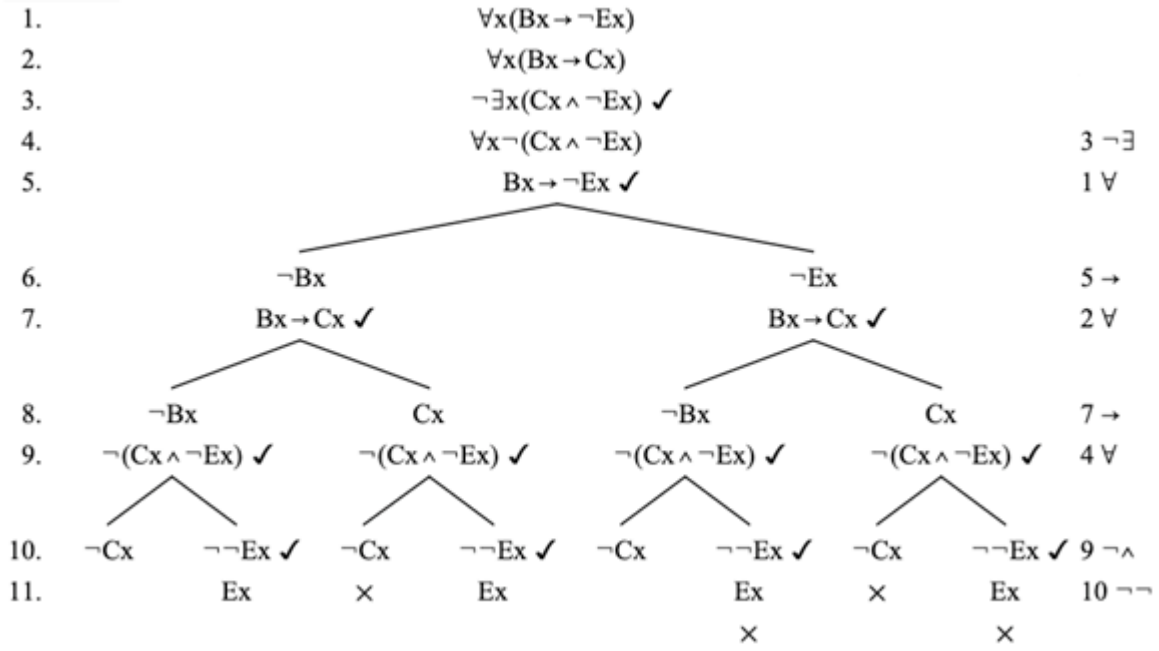 1. ∀x(Bx→¬Ex)
2. ∀x(Bx→Cx)
3. ¬∃x(Cx∧¬Ex) ✓
4. ∀x¬(Cx∧¬Ex) 3 ¬∃
5. Bx→¬Ex ✓ 1 ∀
6. ¬Bx ¬Ex 5 →
7. Bx→Cx ✓ Bx→Cx ✓ 2 ∀
8. ¬Bx Cx ¬Bx Cx 7 →
9. ¬(Cx∧¬Ex) ✓ ¬(Cx∧¬Ex) ✓ ¬(Cx∧¬Ex) ✓ ¬(Cx∧¬Ex) ✓ 4 ∀
10. ¬Cx ¬¬Ex ✓ ¬Cx ¬¬Ex ✓ ¬Cx ¬¬Ex ✓ ¬Cx ¬¬Ex ✓ 9 ¬∧
11. Ex × Ex Ex × Ex 10 ¬¬
× ×